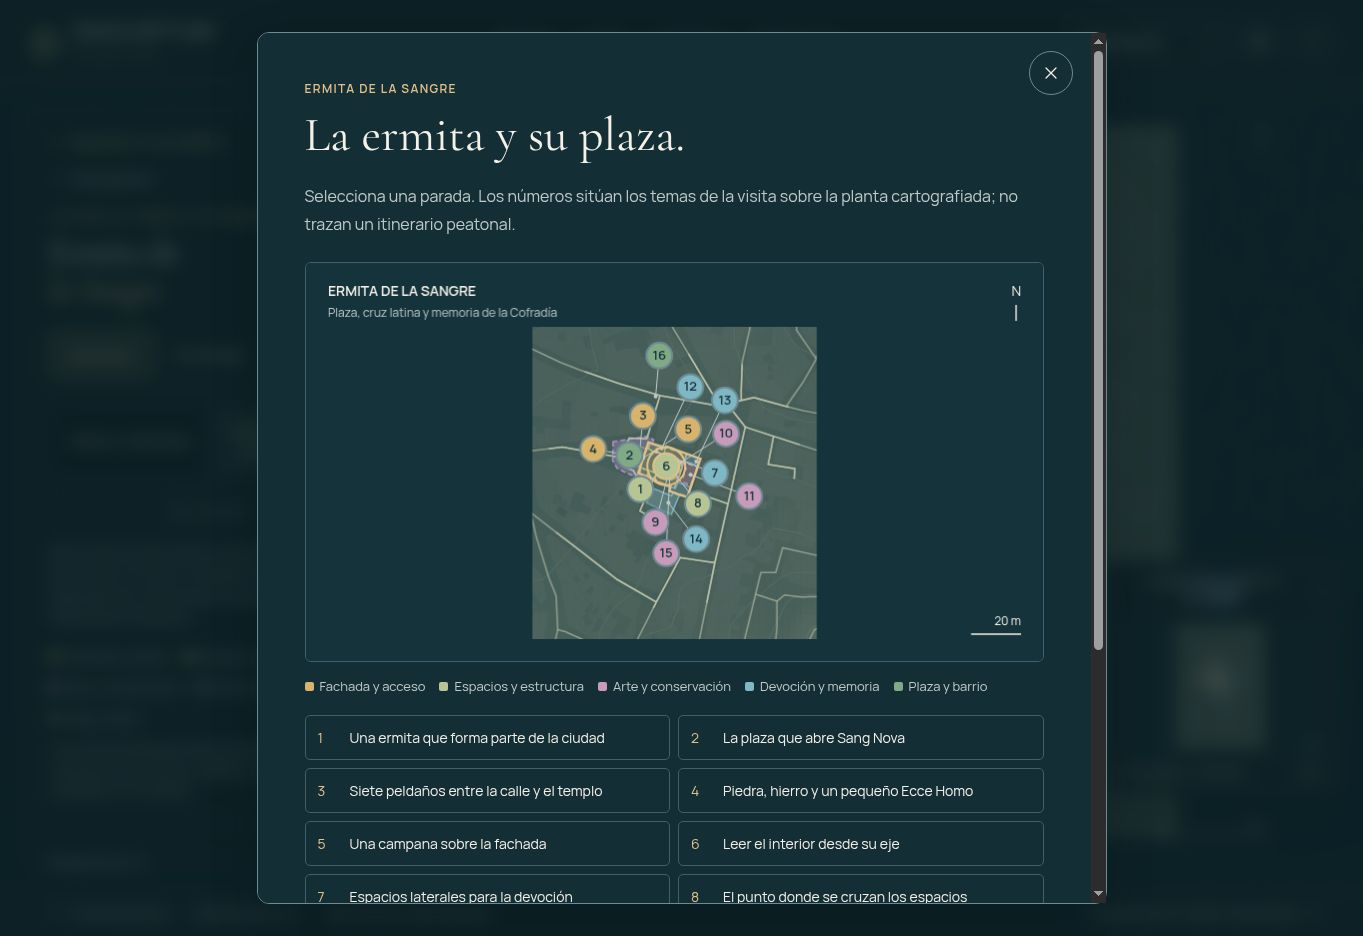 ERMITA DE LA SANGRE
La ermita y su plaza.
Selecciona una parada. Los números sitúan los temas de la visita sobre la planta cartografiada; no
trazan un itinerario peatonal.
ERMITA DE LA SANGRE
N
Plaza, cruz latina y memoria de la Cofradía
16
12
13
3
5
10
4
2
6
7
1
8
11
9
14
15
20 m
Fachada y acceso
Espacios y estructura
Arte y conservación
Devoción y memoria
Plaza y barrio
1 Una ermita que forma parte de la ciudad
2 La plaza que abre Sang Nova
3 Siete peldaños entre la calle y el templo
4 Piedra, hierro y un pequeño Ecce Homo
5 Una campana sobre la fachada
6 Leer el interior desde su eje
7 Espacios laterales para la devoción
8 El punto donde se cruzan los espacios